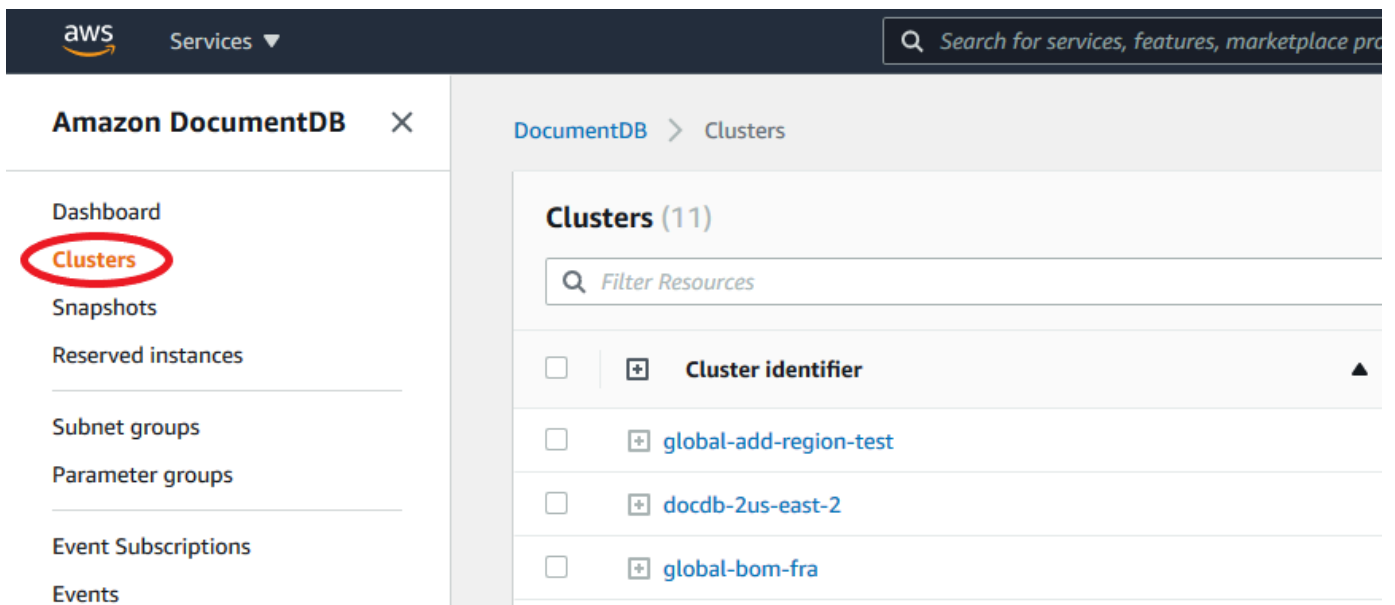 aws
Services ▼
Search for services, features, marketplace pro
Amazon DocumentDB
DocumentDB > Clusters
Dashboard
Clusters
Snapshots
Reserved instances
Subnet groups
Parameter groups
Event Subscriptions
Events
Clusters (11)
Filter Resources
Cluster identifier
global-add-region-test
docdb-2us-east-2
global-bom-fra